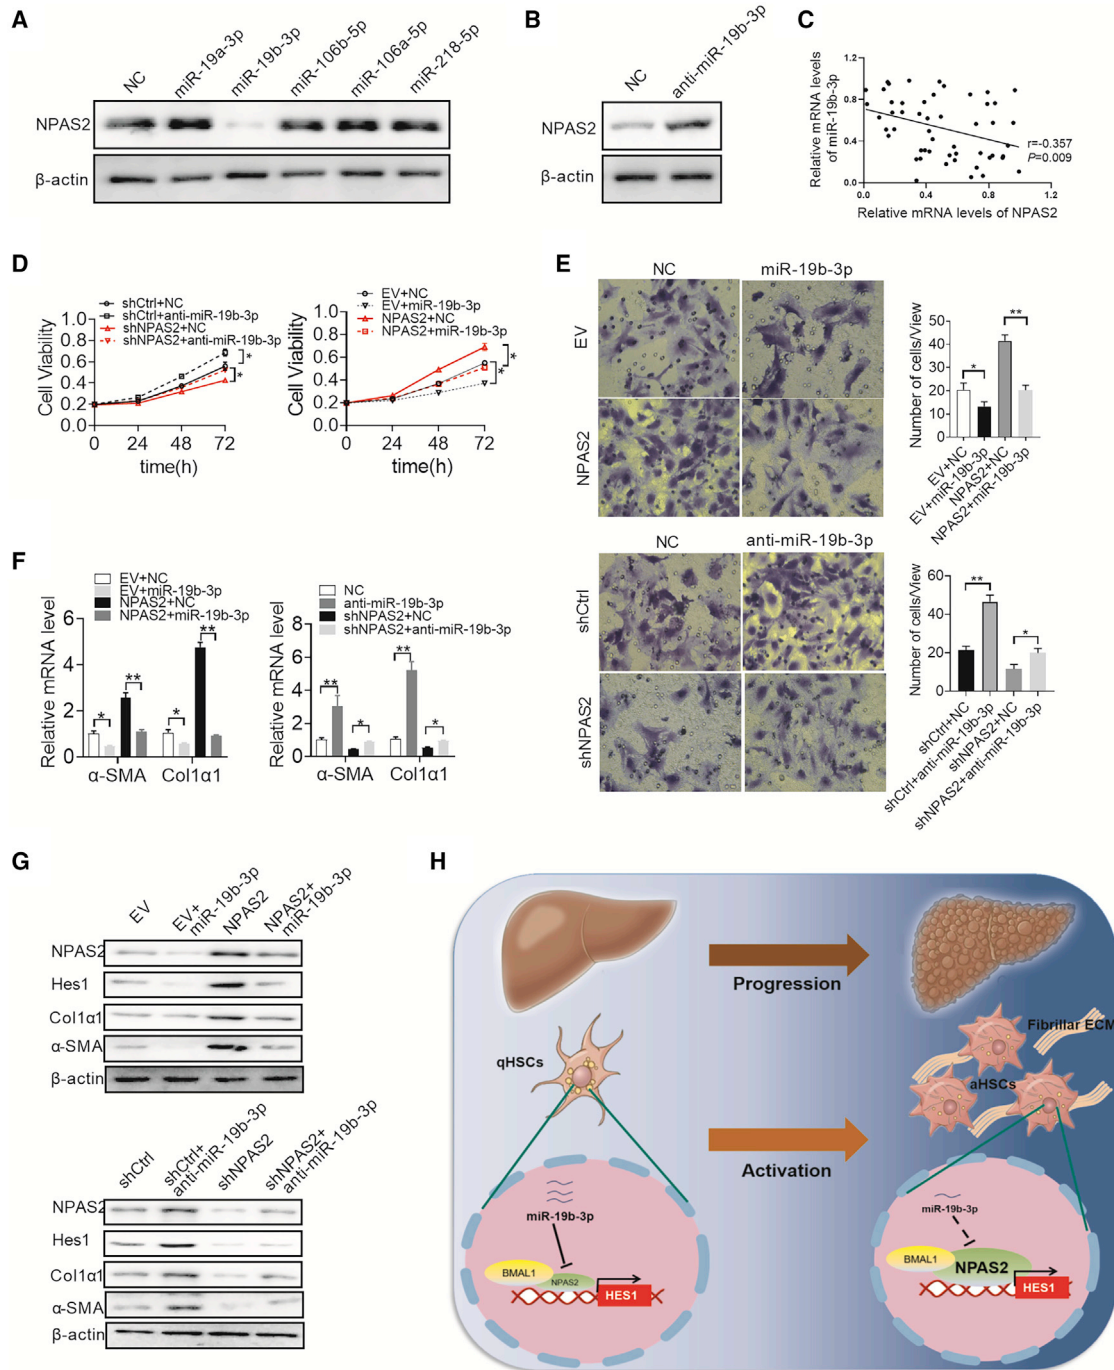 A
NC
miR-19a-3p
miR-19b-3p
miR-106b-5p
miR-106a-5p
miR-218-5p
NPAS2
β-actin
B
NC
anti-miR-19b-3p
NPAS2
β-actin
C
Relative mRNA levels
of miR-19b-3p
1.2
0.8
0.4
0.0
0.0
0.4
0.8
1.2
r=-0.357
P=0.009
Relative mRNA levels of NPAS2
D
shCtrl+NC
shCtrl+anti-miR-19b-3p
shNPAS2+NC
shNPAS2+anti-miR-19b-3p
Cell Viability
1.0
0.8
0.6
0.4
0.2
0.0
0
24
48
72
time(h)
*
*
EV+NC
EV+miR-19b-3p
NPAS2+NC
NPAS2+miR-19b-3p
Cell Viability
1.0
0.8
0.6
0.4
0.2
0.0
0
24
48
72
time(h)
*
*
E
NC
miR-19b-3p
EV
NPAS2
Number of cells/View
50
40
30
20
10
0
*
**
EV+NC
EV+miR-19b-3p
NPAS2+NC
NPAS2+miR-19b-3p
NC
anti-miR-19b-3p
shCtrl
shNPAS2
Number of cells/View
60
40
20
0
**
*
shCtrl+NC
shCtrl+anti-miR-19b-3p
shNPAS2+NC
shNPAS2+anti-miR-19b-3p
F
EV+NC
EV+miR-19b-3p
NPAS2+NC
NPAS2+miR-19b-3p
Relative mRNA level
6
4
2
0
*
**
*
**
α-SMA
Col1α1
NC
anti-miR-19b-3p
shNPAS2+NC
shNPAS2+anti-miR-19b-3p
Relative mRNA level
8
6
4
2
0
**
*
**
*
α-SMA
Col1α1
G
EV
EV+
miR-19b-3p
NPAS2
NPAS2+
miR-19b-3p
NPAS2
Hes1
Col1α1
α-SMA
β-actin
shCtrl
shCtrl+
anti-miR-19b-3p
shNPAS2
shNPAS2+
anti-miR-19b-3p
NPAS2
Hes1
Col1α1
α-SMA
β-actin
H
Progression
qHSCs
Fibrillar ECM
aHSCs
Activation
miR-19b-3p
BMAL1
NPAS2
HES1
miR-19b-3p
BMAL1
NPAS2
HES1